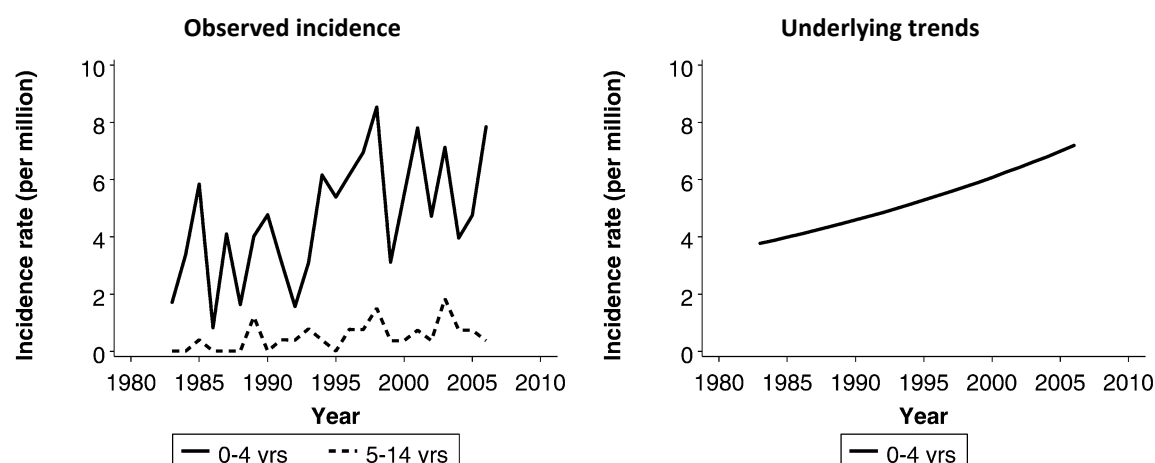 Observed incidence
Incidence rate (per million)
10
8
6
4
2
0
1980 1985 1990 1995 2000 2005 2010
Year
0-4 yrs 5-14 yrs
Underlying trends
Incidence rate (per million)
10
8
6
4
2
0
1980 1985 1990 1995 2000 2005 2010
Year
0-4 yrs